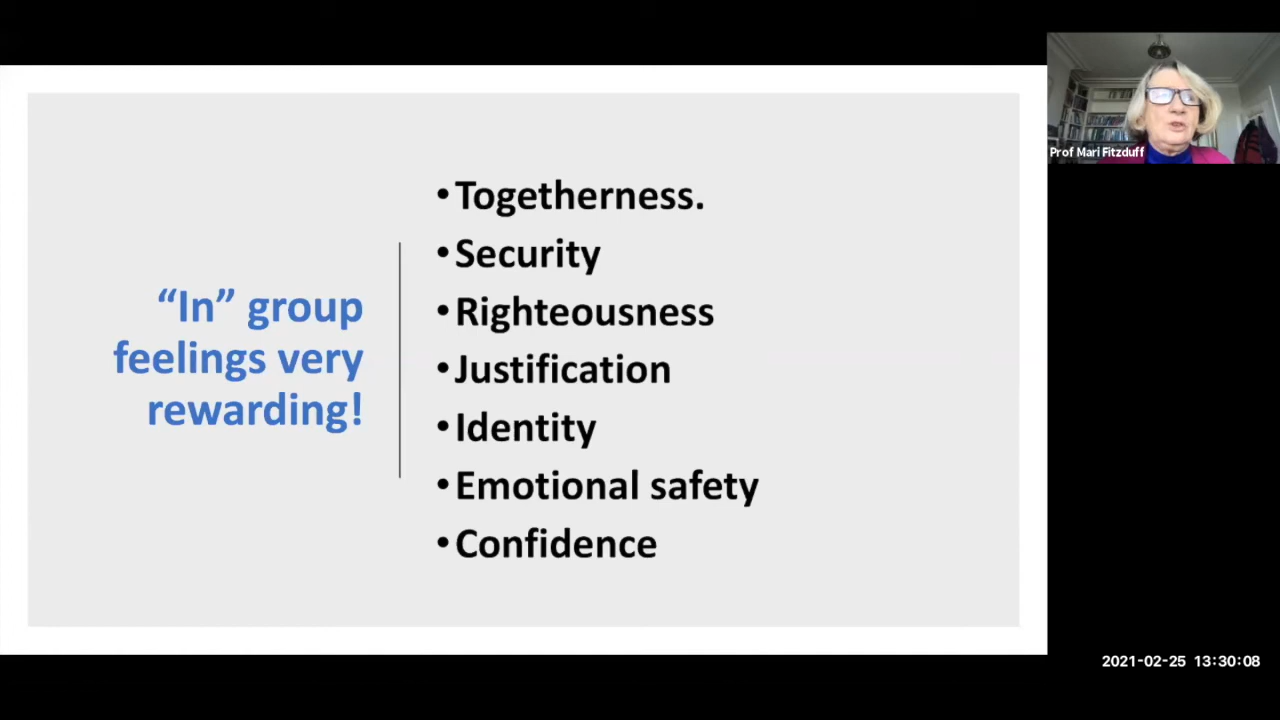 “In” group
feelings very
rewarding!
•Togetherness.
•Security
•Righteousness
•Justification
•Identity
•Emotional safety
•Confidence
Prof Mari Fitzduff
2021-02-25 13:30:08